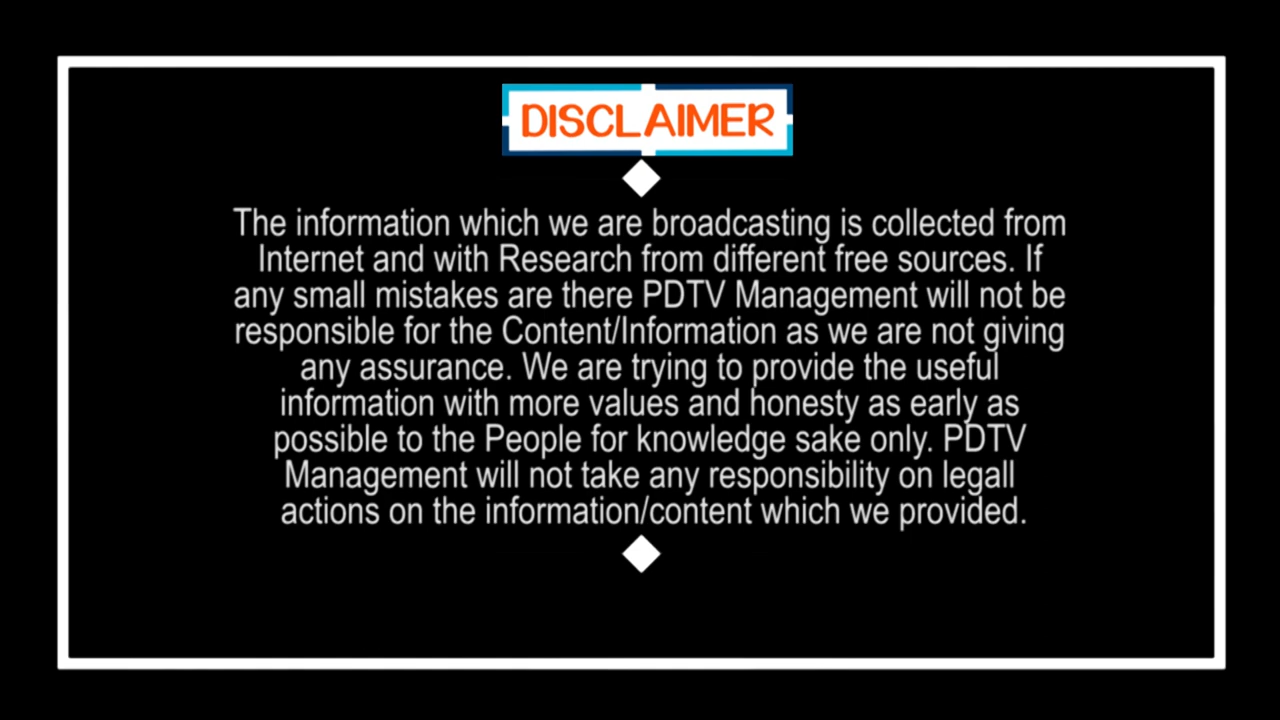 DISCLAIMER
The information which we are broadcasting is collected from
Internet and with Research from different free sources. If
any small mistakes are there PDTV Management will not be
responsible for the Content/Information as we are not giving
any assurance. We are trying to provide the useful
information with more values and honesty as early as
possible to the People for knowledge sake only. PDTV
Management will not take any responsibility on legall
actions on the information/content which we provided.